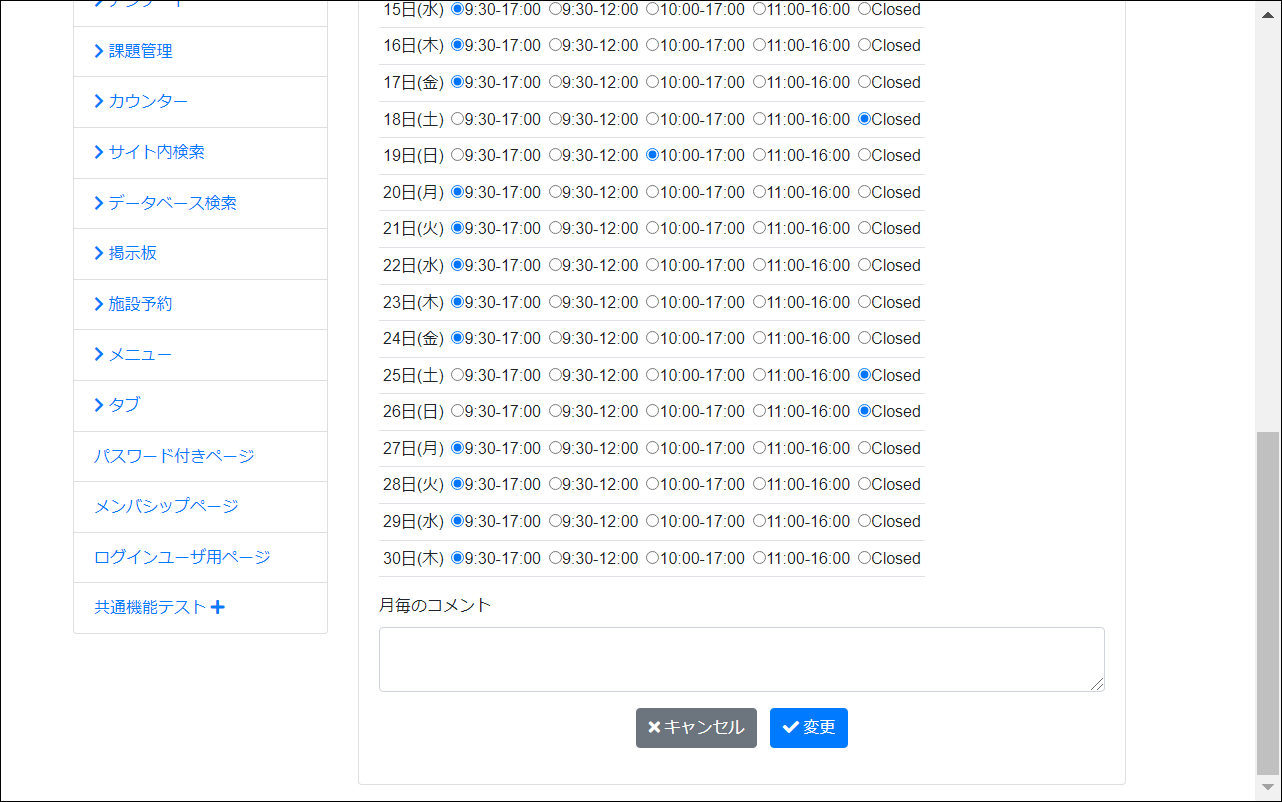 課題管理
カウンター
サイト内検索
データベース検索
掲示板
施設予約
メニュー
タブ
パスワード付きページ
メンバシップページ
ログインユーザ用ページ
共通機能テスト
15日(水) 9:30-17:00 9:30-12:00 10:00-17:00 11:00-16:00 Closed
16日(木) 9:30-17:00 9:30-12:00 10:00-17:00 11:00-16:00 Closed
17日(金) 9:30-17:00 9:30-12:00 10:00-17:00 11:00-16:00 Closed
18日(土) 9:30-17:00 9:30-12:00 10:00-17:00 11:00-16:00 Closed
19日(日) 9:30-17:00 9:30-12:00 10:00-17:00 11:00-16:00 Closed
20日(月) 9:30-17:00 9:30-12:00 10:00-17:00 11:00-16:00 Closed
21日(火) 9:30-17:00 9:30-12:00 10:00-17:00 11:00-16:00 Closed
22日(水) 9:30-17:00 9:30-12:00 10:00-17:00 11:00-16:00 Closed
23日(木) 9:30-17:00 9:30-12:00 10:00-17:00 11:00-16:00 Closed
24日(金) 9:30-17:00 9:30-12:00 10:00-17:00 11:00-16:00 Closed
25日(土) 9:30-17:00 9:30-12:00 10:00-17:00 11:00-16:00 Closed
26日(日) 9:30-17:00 9:30-12:00 10:00-17:00 11:00-16:00 Closed
27日(月) 9:30-17:00 9:30-12:00 10:00-17:00 11:00-16:00 Closed
28日(火) 9:30-17:00 9:30-12:00 10:00-17:00 11:00-16:00 Closed
29日(水) 9:30-17:00 9:30-12:00 10:00-17:00 11:00-16:00 Closed
30日(木) 9:30-17:00 9:30-12:00 10:00-17:00 11:00-16:00 Closed
月毎のコメント
キャンセル
変更